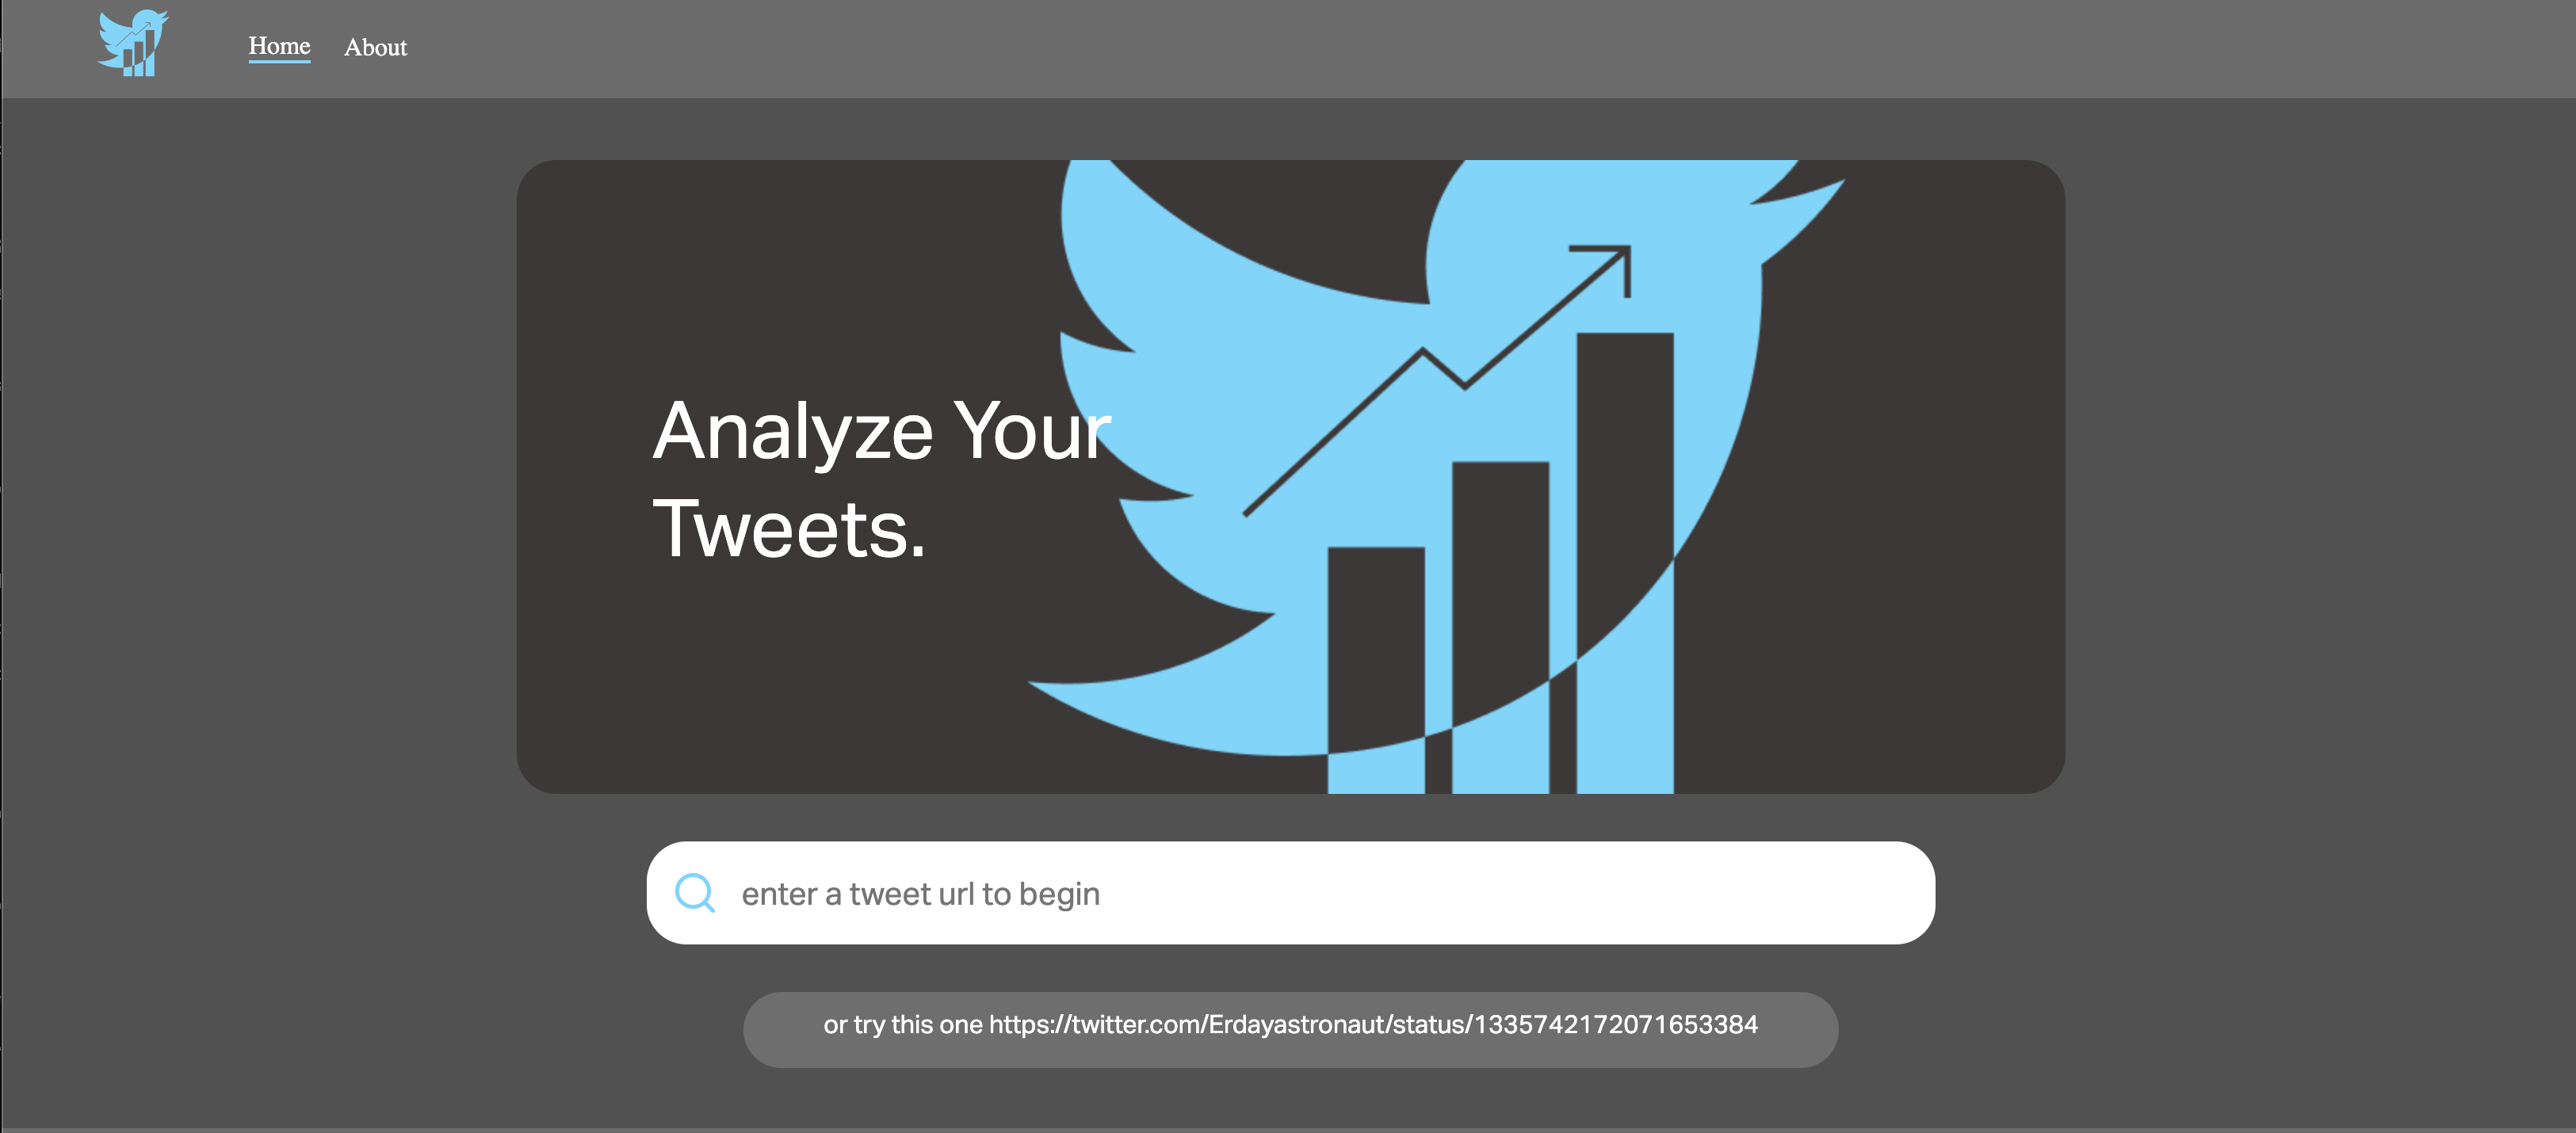 Home
About
Analyze Your
Tweets.
enter a tweet url to begin
or try this one https://twitter.com/Erdayastronaut/status/1335742172071653384